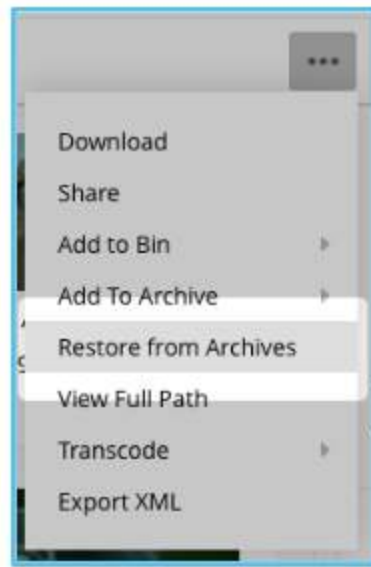 Download
Share
Add to Bin
Add To Archive
Restore from Archives
View Full Path
Transcode
Export XML